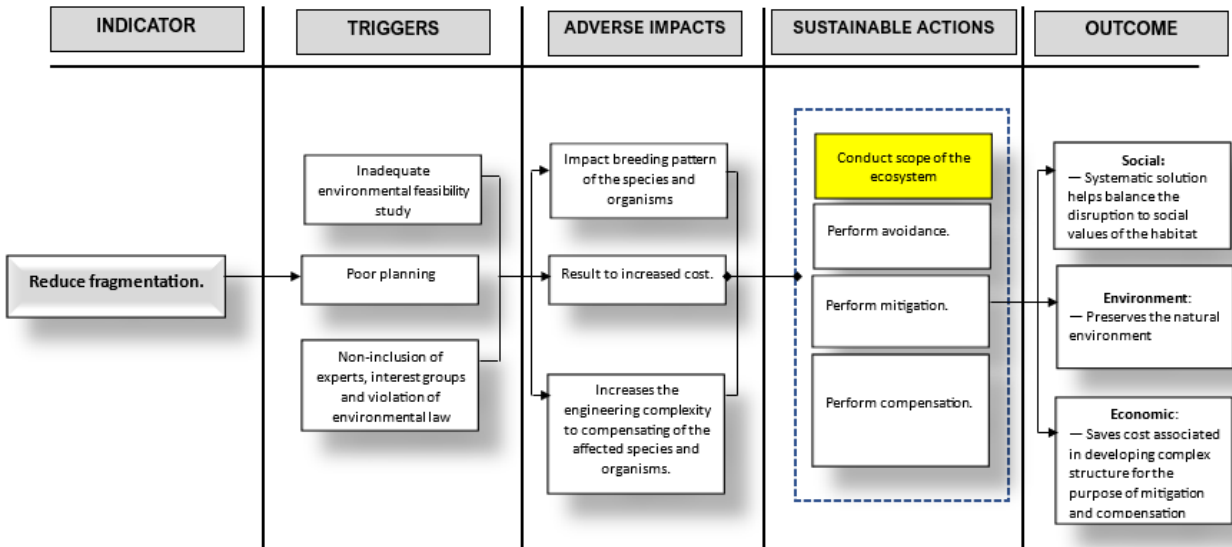 INDICATOR
TRIGGERS
ADVERSE IMPACTS
SUSTAINABLE ACTIONS
OUTCOME
Reduce fragmentation.
Inadequate
environmental feasibility
study
Poor planning
Non-inclusion of
experts, interest groups
and violation of
environmental law
Impact breeding pattern
of the species and
organisms
Result to increased cost.
Increases the
engineering complexity
to compensating of the
affected species and
organisms.
Conduct scope of the
ecosystem
Perform avoidance.
Perform mitigation.
Perform compensation.
Social:
— Systematic solution
helps balance the
disruption to social
values of the habitat
Environment:
— Preserves the natural
environment
Economic:
— Saves cost associated
in developing complex
structure for the
purpose of mitigation
and compensation